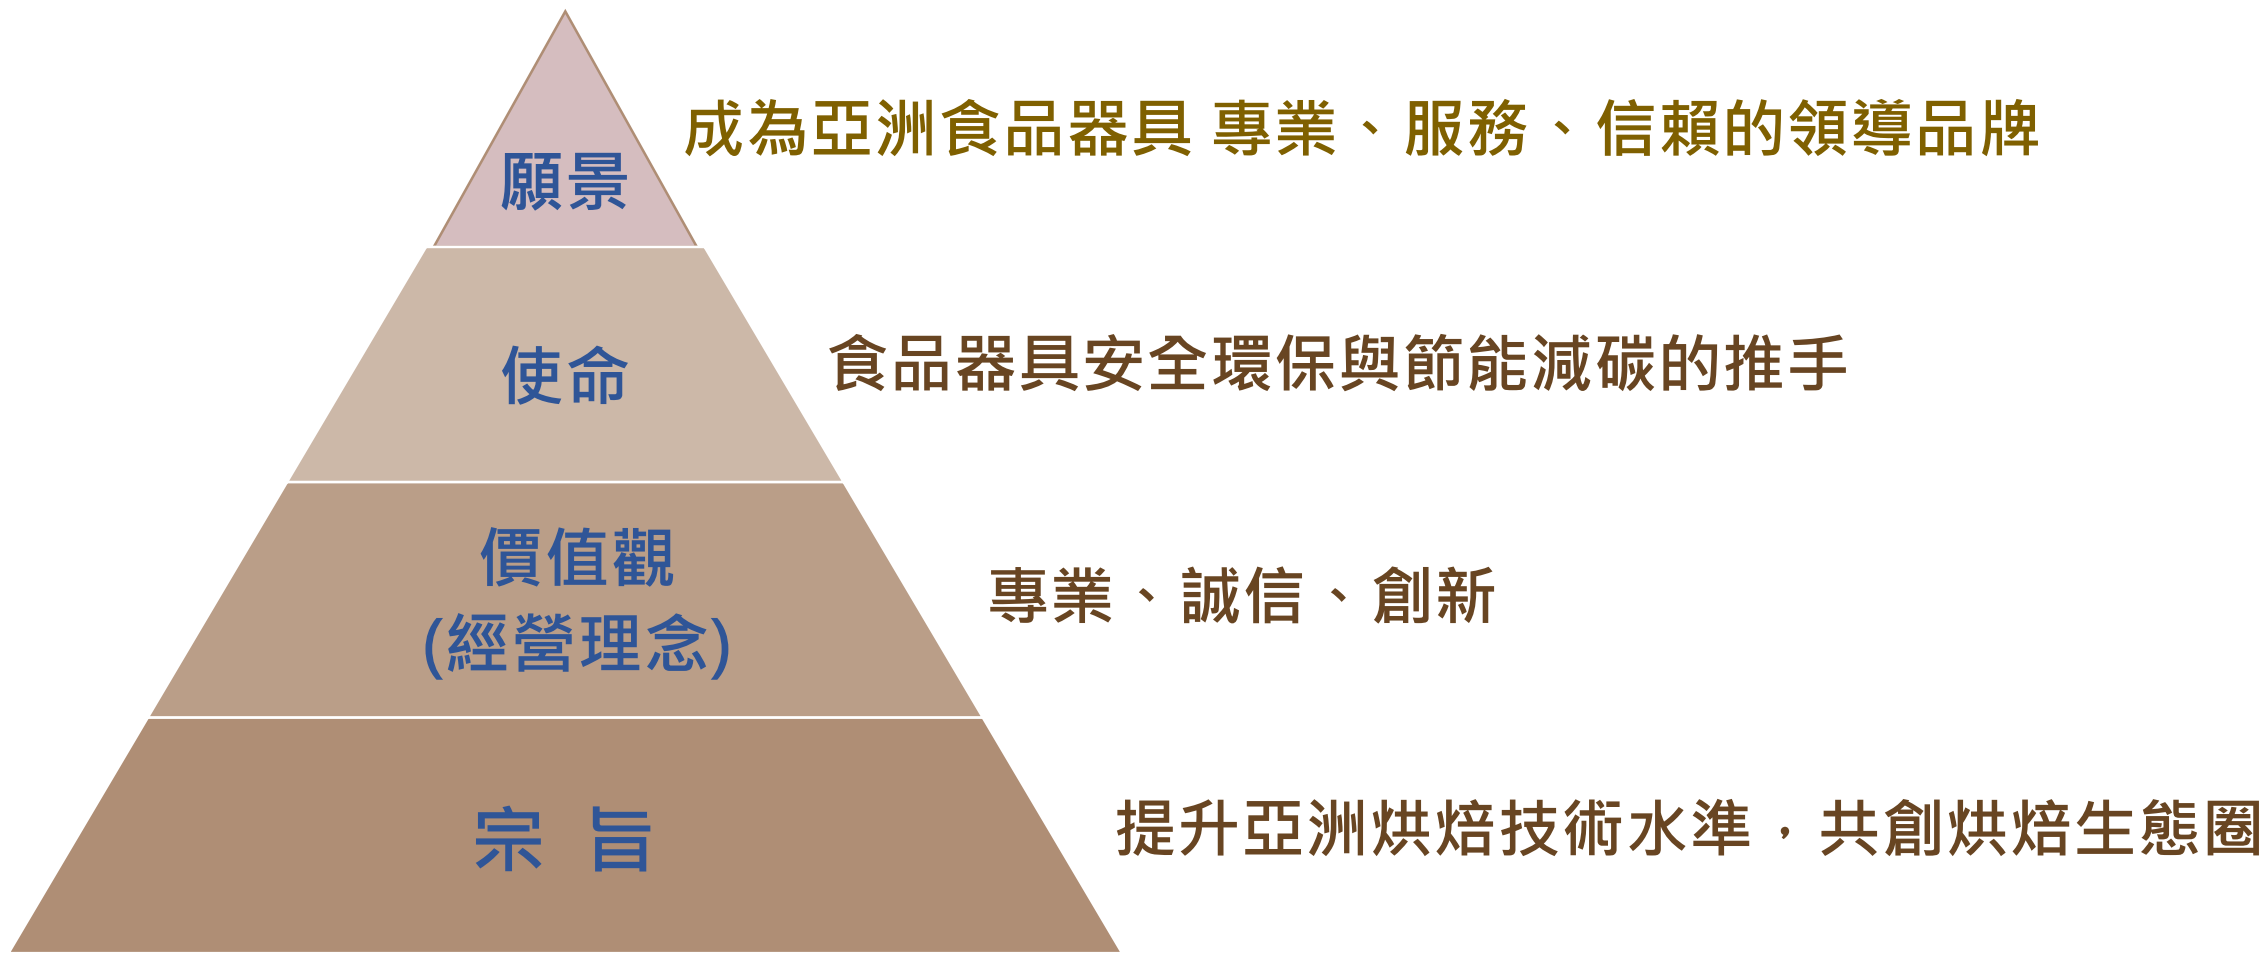 成為亞洲食品器具 專業、服務、信賴的領導品牌
願景
食品器具安全環保與節能減碳的推手
使命
價值觀
(經營理念)
專業、誠信、創新
宗 旨
提升亞洲烘焙技術水準，共創烘焙生態圈